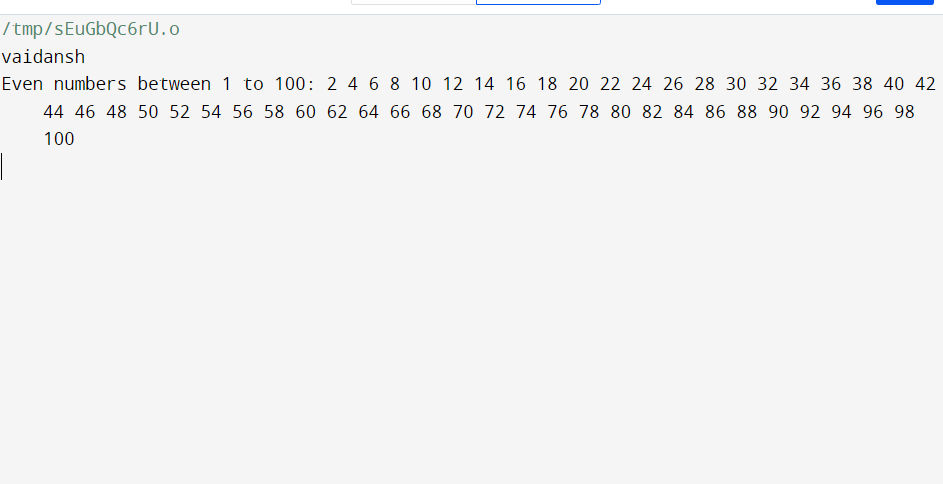 /tmp/sEuGbQc6rU.o
vaidansh
Even numbers between 1 to 100: 2 4 6 8 10 12 14 16 18 20 22 24 26 28 30 32 34 36 38 40 42
44 46 48 50 52 54 56 58 60 62 64 66 68 70 72 74 76 78 80 82 84 86 88 90 92 94 96 98
100